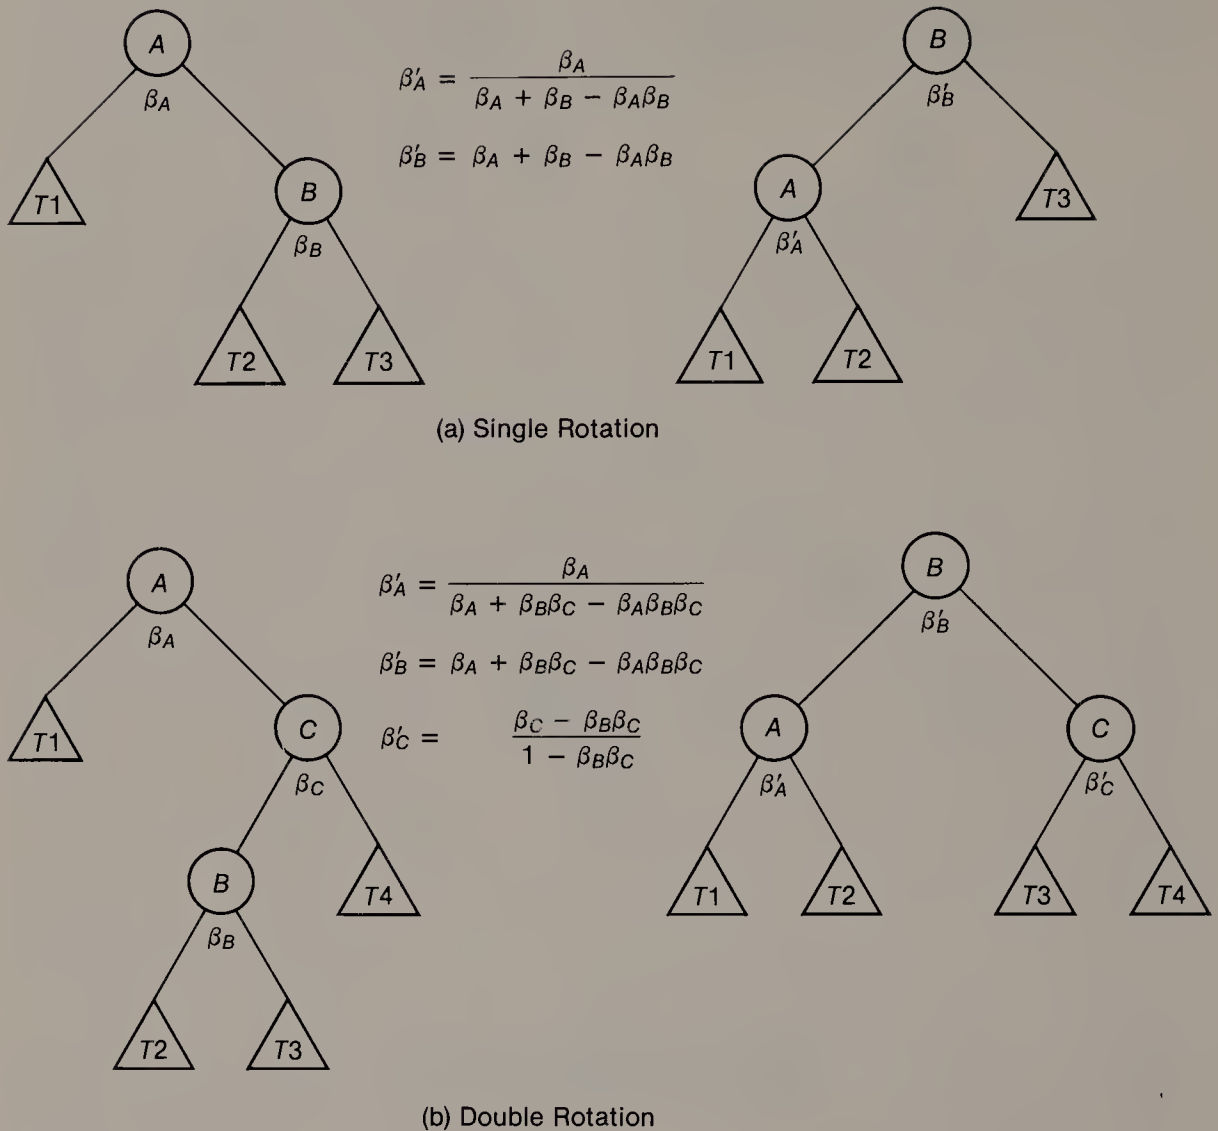 A
β_A
T1
B
β_B
T2
T3
β′_A = β_A / (β_A + β_B − β_Aβ_B)
β′_B = β_A + β_B − β_Aβ_B
B
β′_B
A
β′_A
T3
T1
T2
(a) Single Rotation
A
β_A
T1
C
β_C
B
β_B
T4
T2
T3
β′_A = β_A / (β_A + β_Bβ_C − β_Aβ_Bβ_C)
β′_B = β_A + β_Bβ_C − β_Aβ_Bβ_C
β′_C = (β_C − β_Bβ_C) / (1 − β_Bβ_C)
B
β′_B
A
β′_A
C
β′_C
T1
T2
T3
T4
(b) Double Rotation